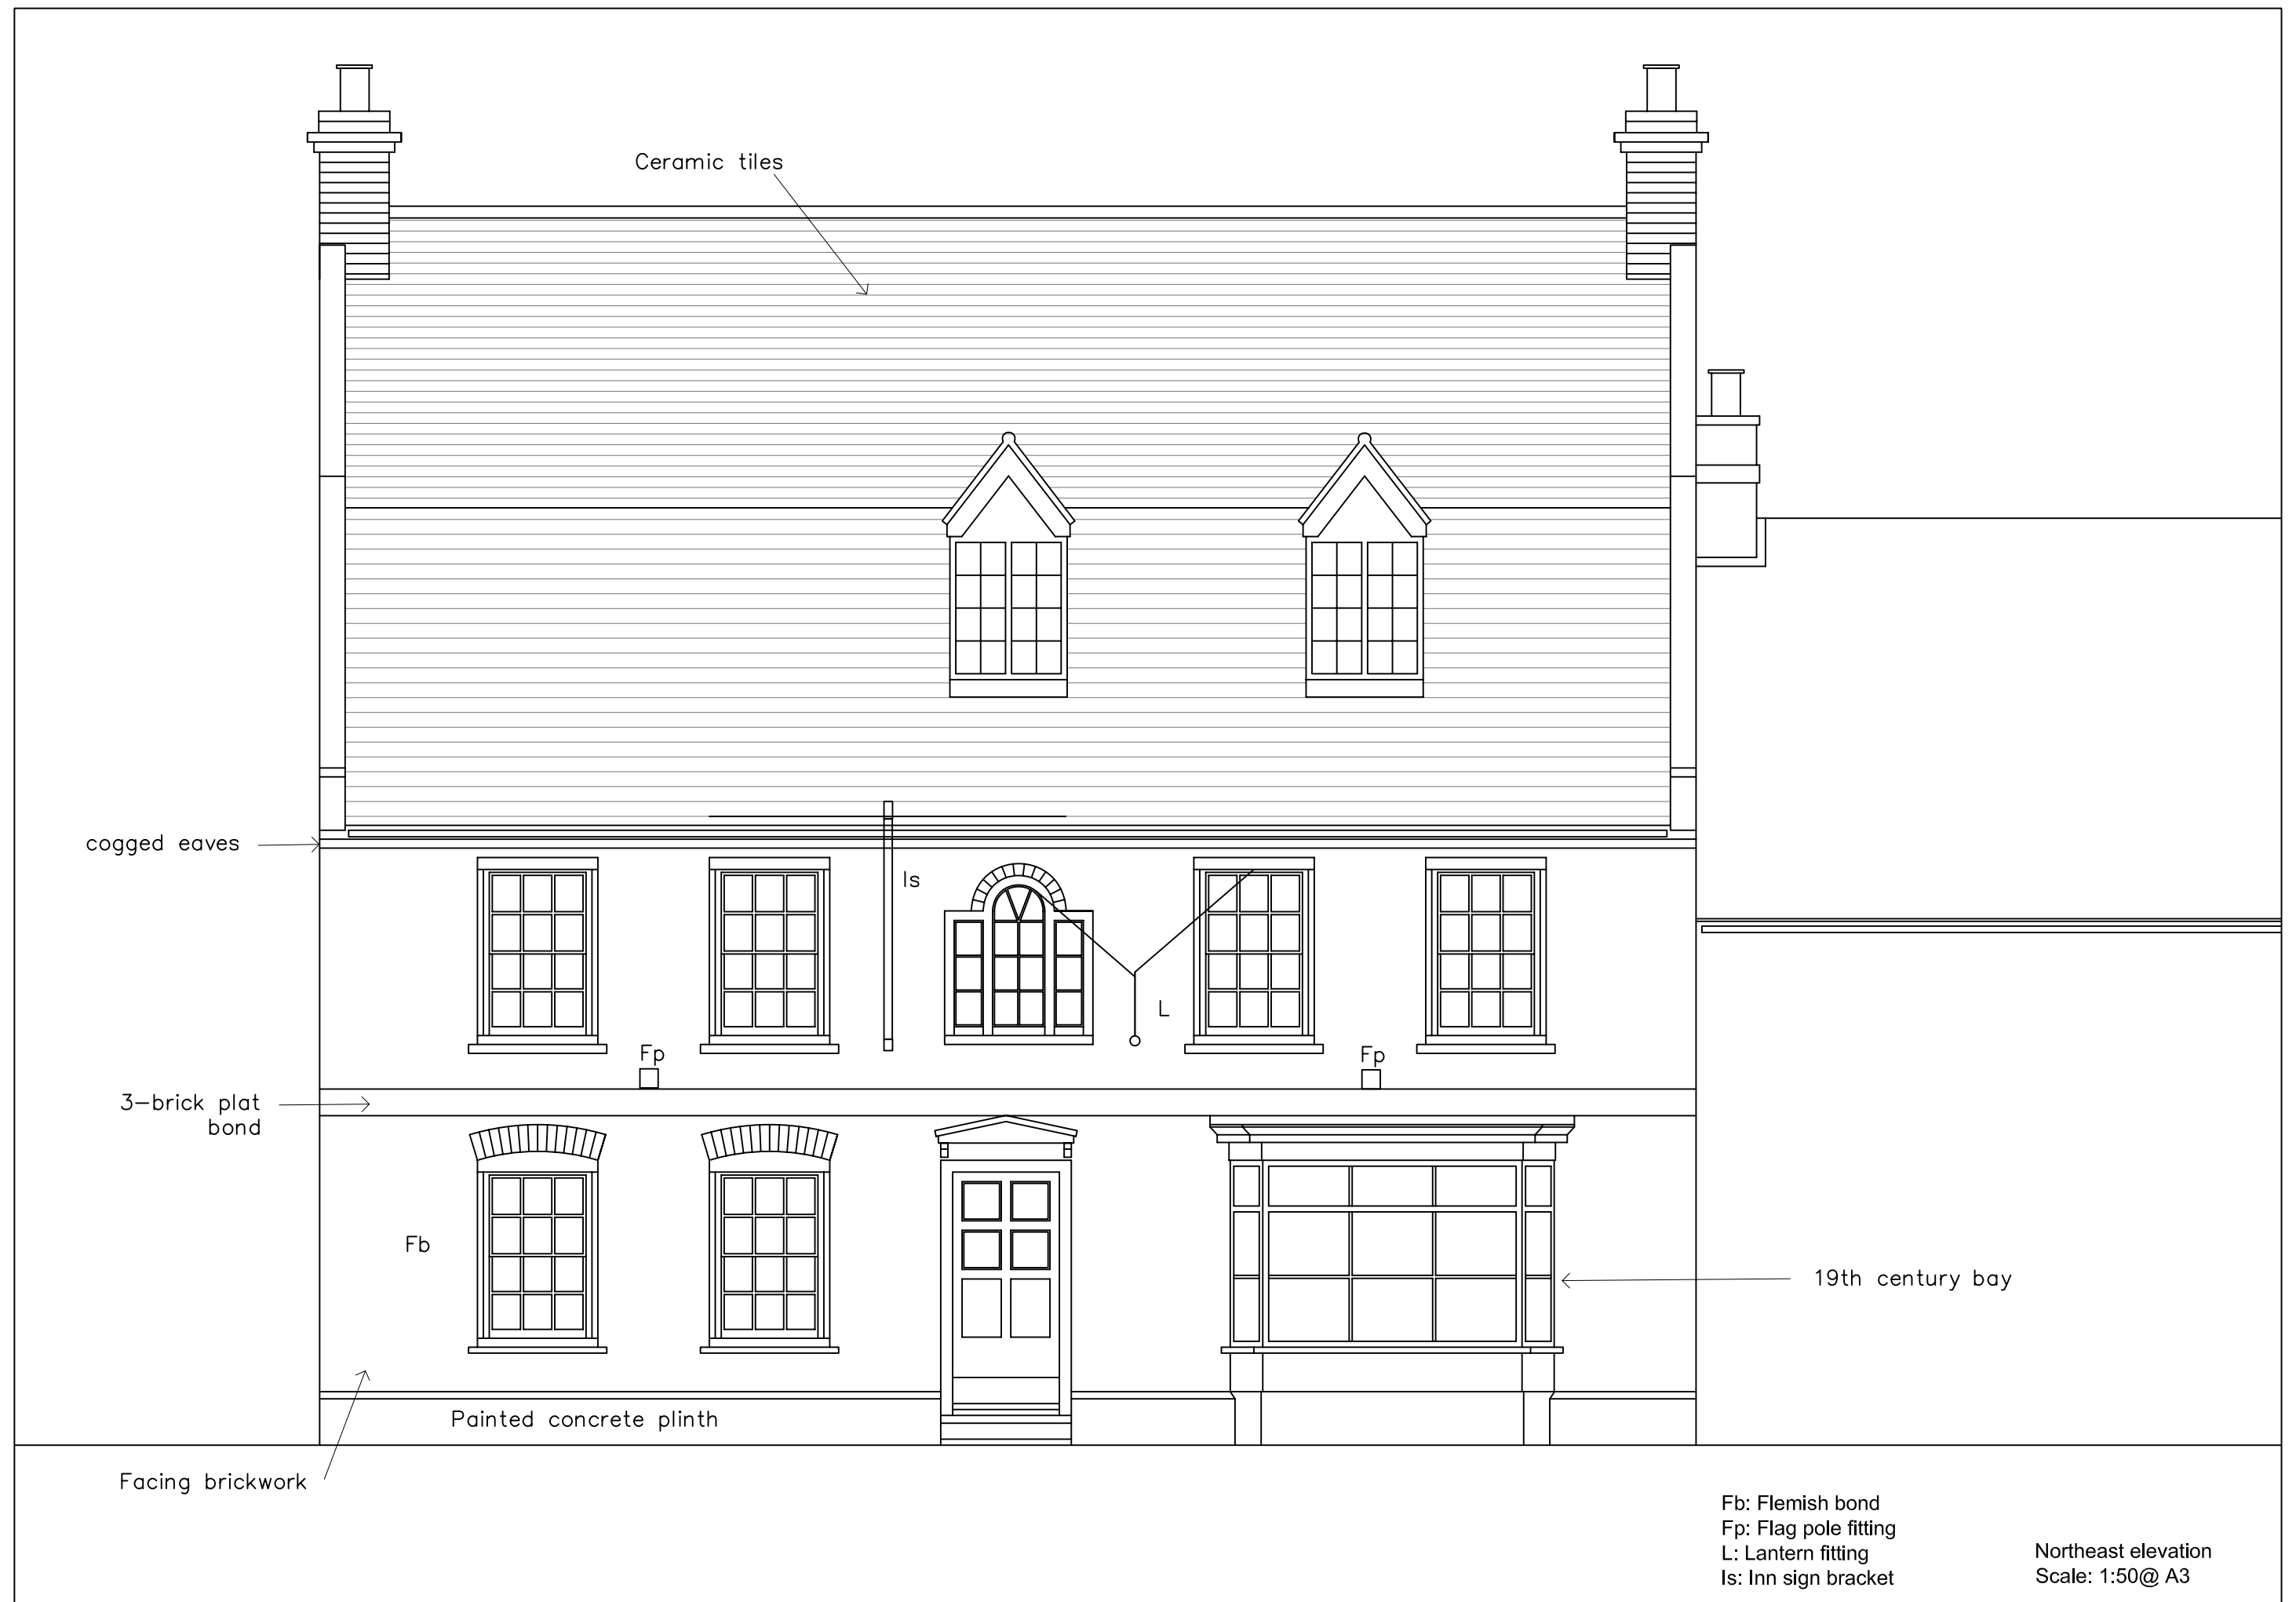 Ceramic tiles
cogged eaves
Is
L
Fp
Fp
3-brick plat
bond
Fb
19th century bay
Painted concrete plinth
Facing brickwork
Fb: Flemish bond
Fp: Flag pole fitting
L: Lantern fitting
Is: Inn sign bracket
Northeast elevation
Scale: 1:50@ A3